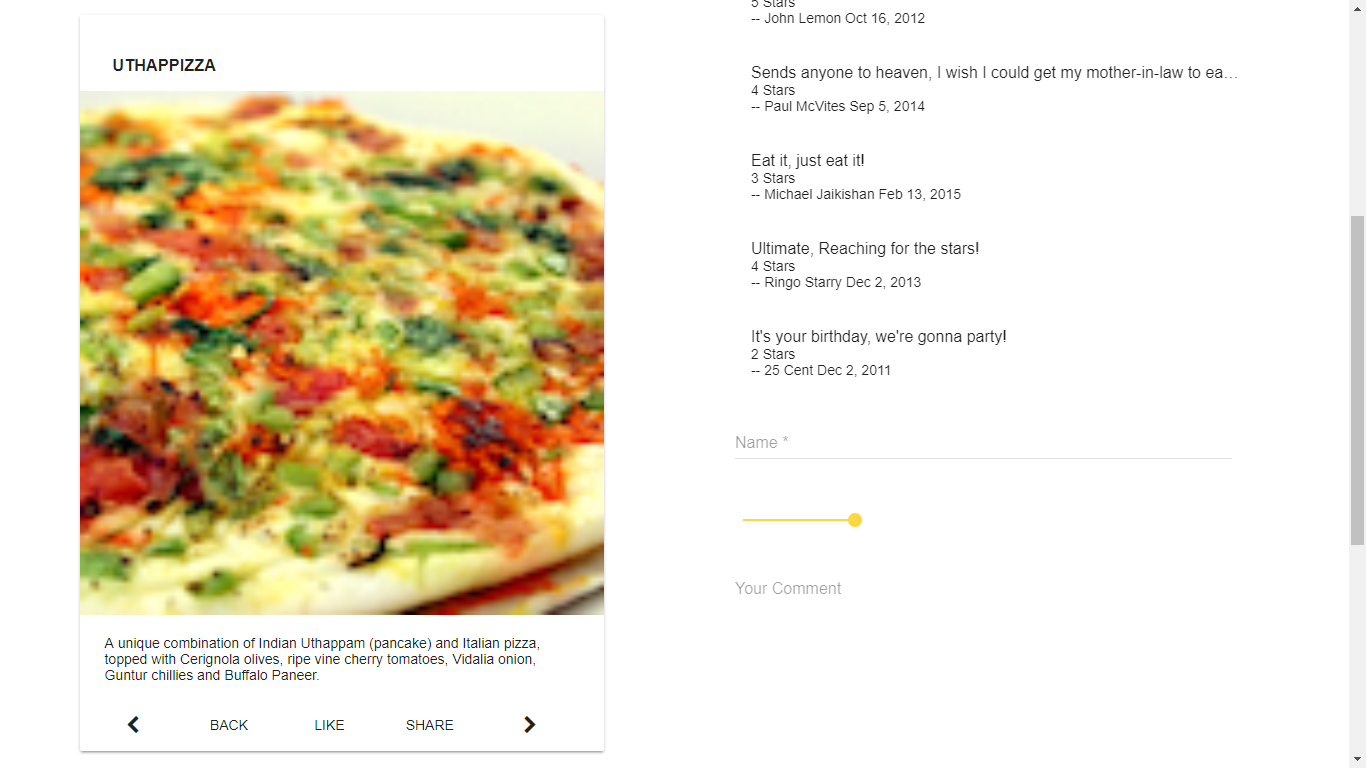 UTHAPPIZZA
A unique combination of Indian Uthappam (pancake) and Italian pizza,
topped with Cerignola olives, ripe vine cherry tomatoes, Vidalia onion,
Guntur chillies and Buffalo Paneer.
BACK LIKE SHARE
5 Stars
-- John Lemon Oct 16, 2012
Sends anyone to heaven, I wish I could get my mother-in-law to ea…
4 Stars
-- Paul McVites Sep 5, 2014
Eat it, just eat it!
3 Stars
-- Michael Jaikishan Feb 13, 2015
Ultimate, Reaching for the stars!
4 Stars
-- Ringo Starry Dec 2, 2013
It's your birthday, we're gonna party!
2 Stars
-- 25 Cent Dec 2, 2011
Name *
Your Comment